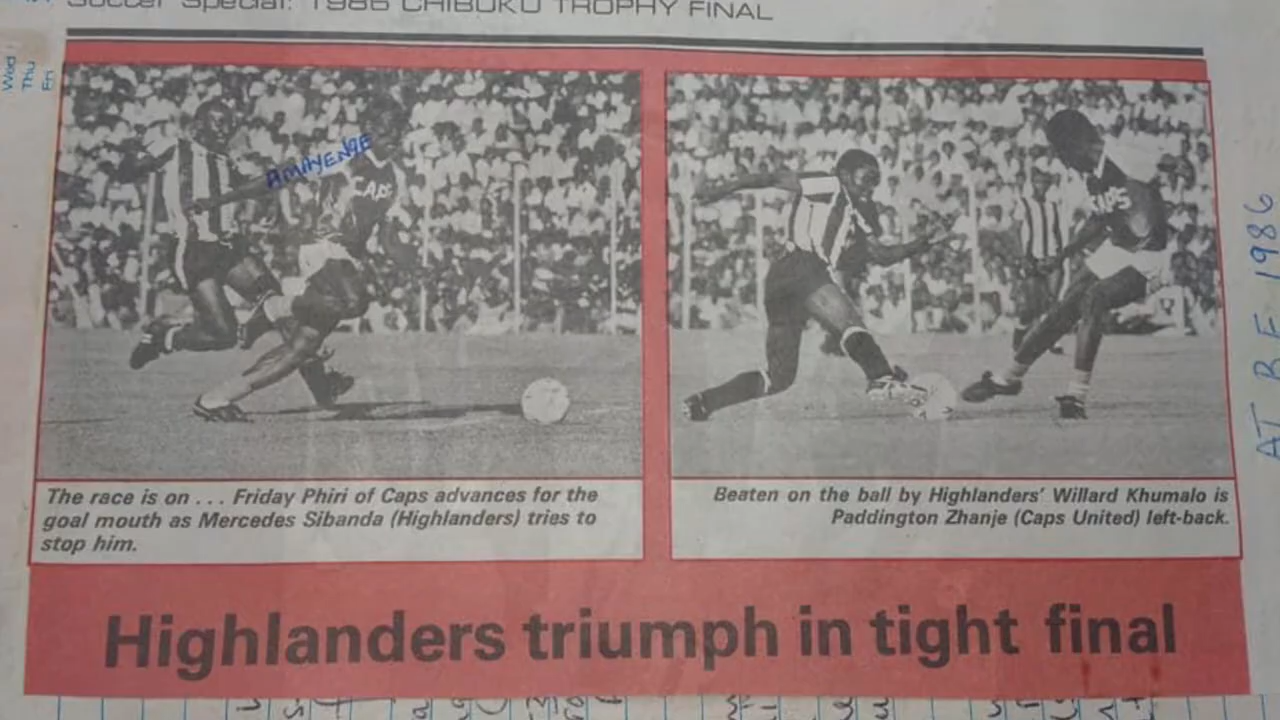 Soccer Special: 1986 CHIBUKU TROPHY FINAL
Wed
Thu
Fri
AMAYENGE
CAPS
CAPS
AT B F 1986
The race is on . . . Friday Phiri of Caps advances for the
goal mouth as Mercedes Sibanda (Highlanders) tries to
stop him.
Beaten on the ball by Highlanders' Willard Khumalo is
Paddington Zhanje (Caps United) left-back.
Highlanders triumph in tight final